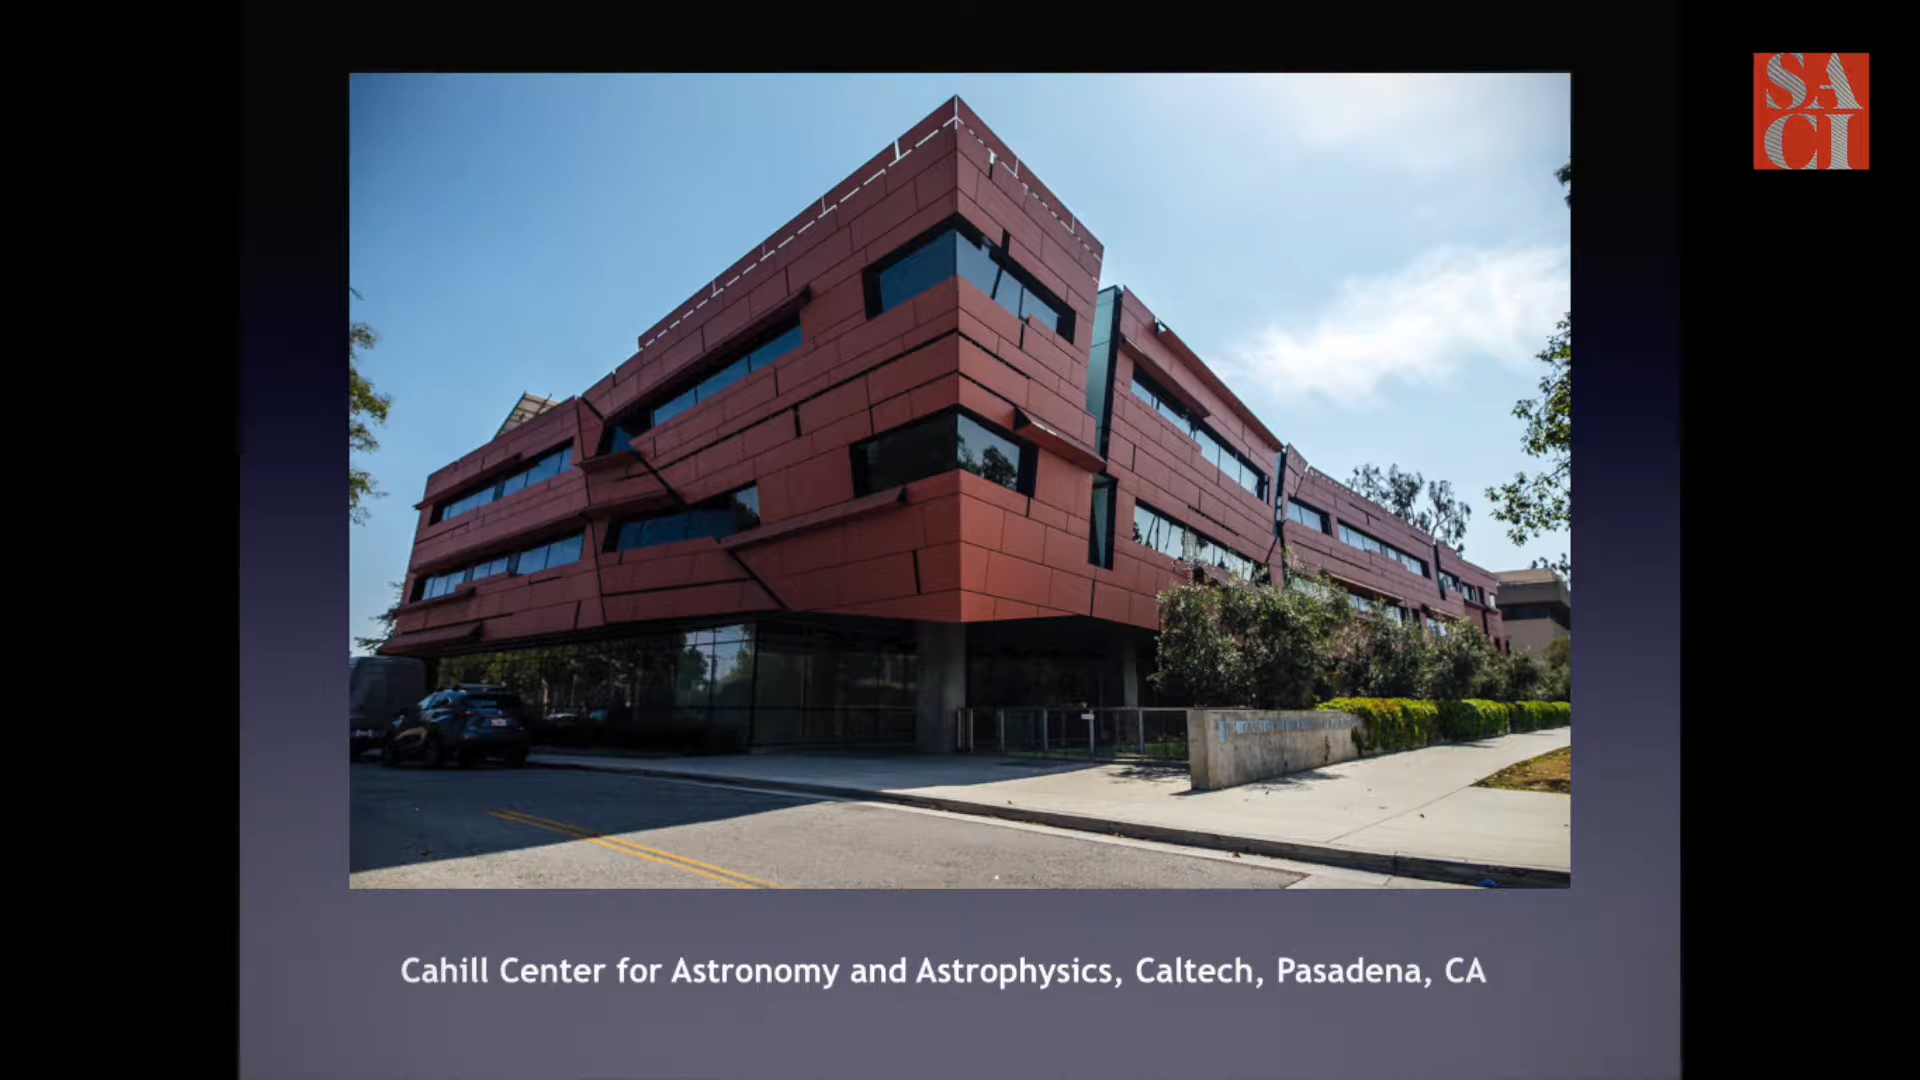 SA
CI
Cahill Center for Astronomy and Astrophysics, Caltech, Pasadena, CA